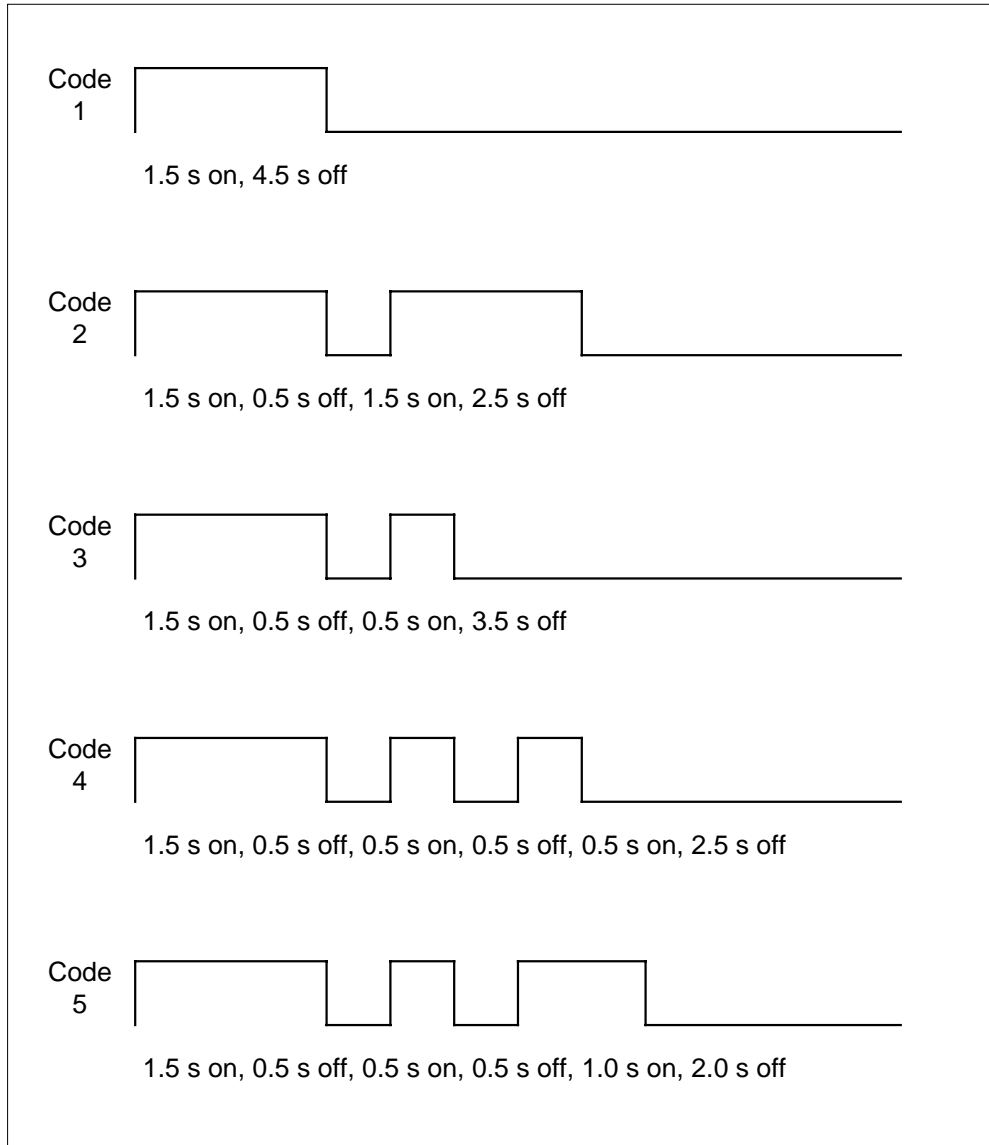 Code
1
1.5 s on, 4.5 s off
Code
2
1.5 s on, 0.5 s off, 1.5 s on, 2.5 s off
Code
3
1.5 s on, 0.5 s off, 0.5 s on, 3.5 s off
Code
4
1.5 s on, 0.5 s off, 0.5 s on, 0.5 s off, 0.5 s on, 2.5 s off
Code
5
1.5 s on, 0.5 s off, 0.5 s on, 0.5 s off, 1.0 s on, 2.0 s off